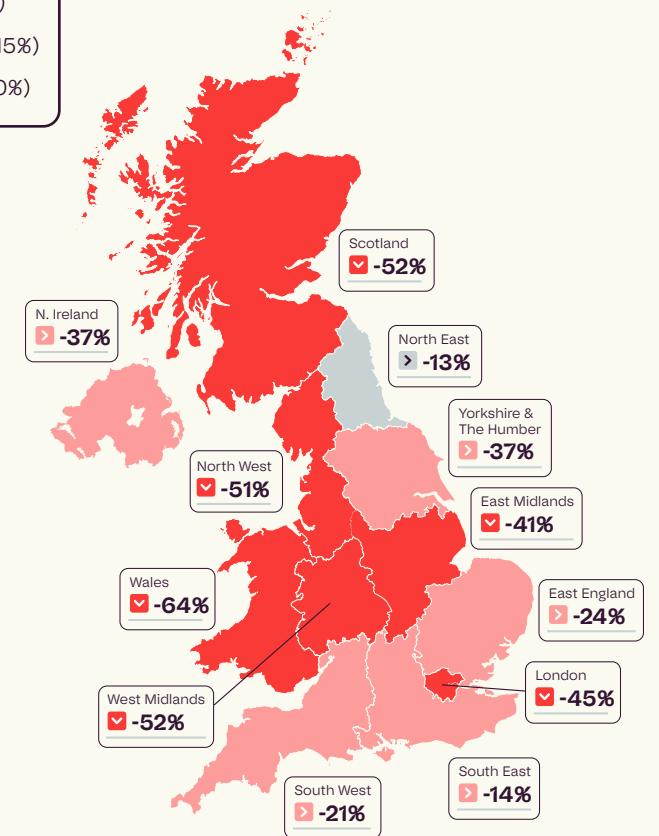 )
15%)
0%)
Scotland
-52%
N. Ireland
-37%
North East
-13%
Yorkshire &
The Humber
-37%
North West
-51%
East Midlands
-41%
Wales
-64%
East England
-24%
London
-45%
West Midlands
-52%
South East
-14%
South West
-21%